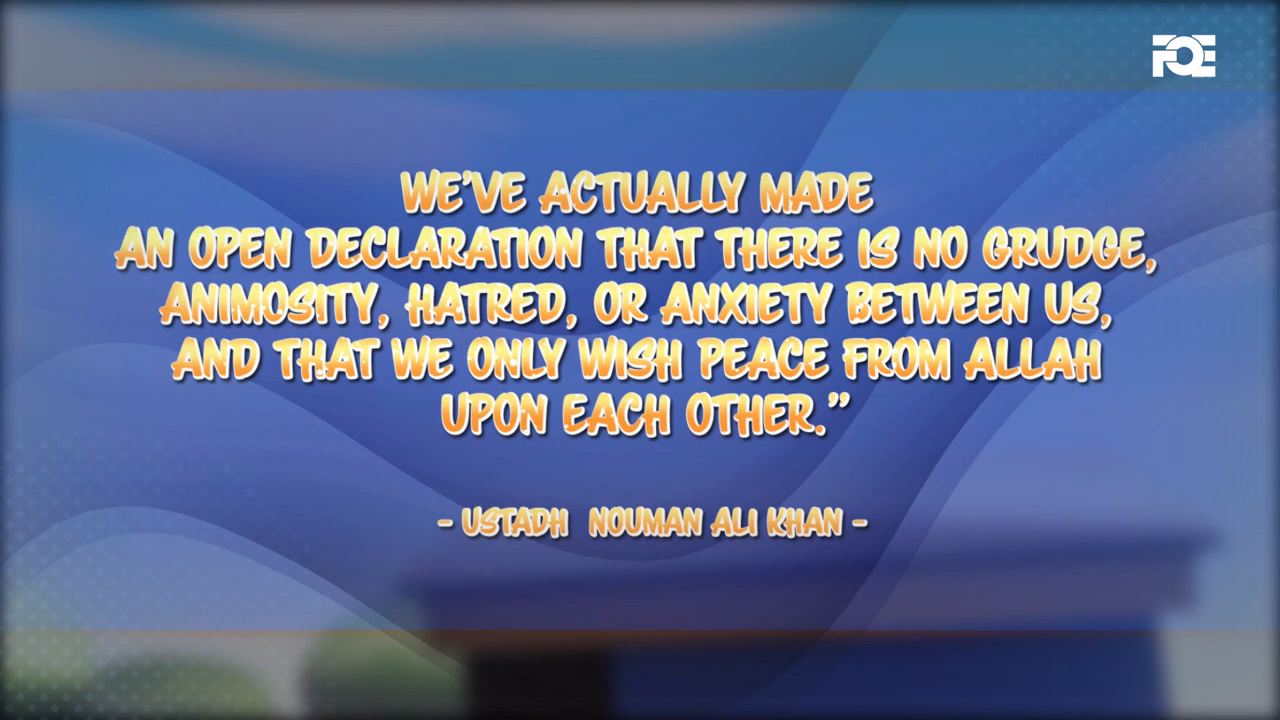 FQE
WE'VE ACTUALLY MADE
AN OPEN DECLARATION THAT THERE IS NO GRUDGE,
ANIMOSITY, HATRED, OR ANXIETY BETWEEN US,
AND THAT WE ONLY WISH PEACE FROM ALLAH
UPON EACH OTHER.”
- USTADH NOUMAN ALI KHAN -